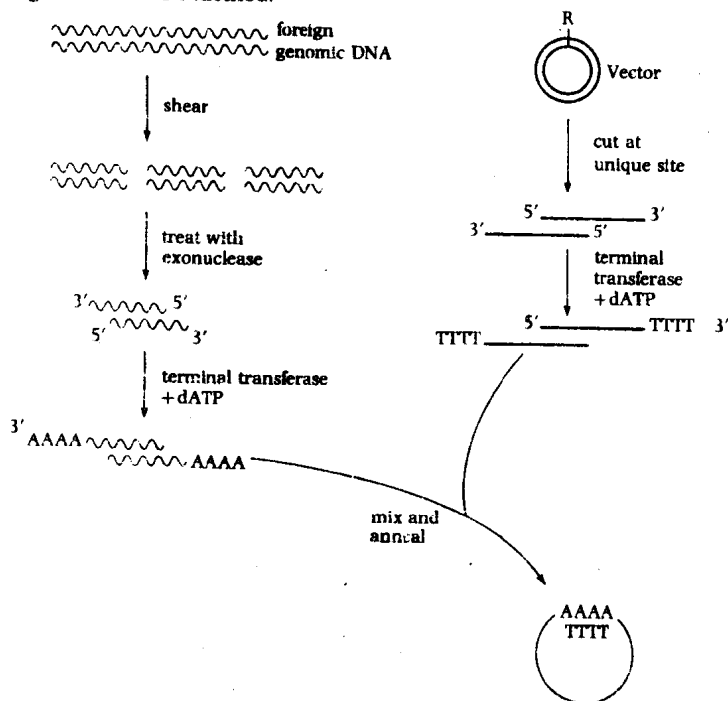 foreign
genomic DNA
shear
treat with
exonuclease
3′ 5′
5′ 3′
terminal transferase
+dATP
3′
AAAA
AAAA
R
Vector
cut at
unique site
5′ 3′
3′ 5′
terminal
transferase
+dATP
5′ TTTT 3′
TTTT
mix and
anneal
AAAA
TTTT